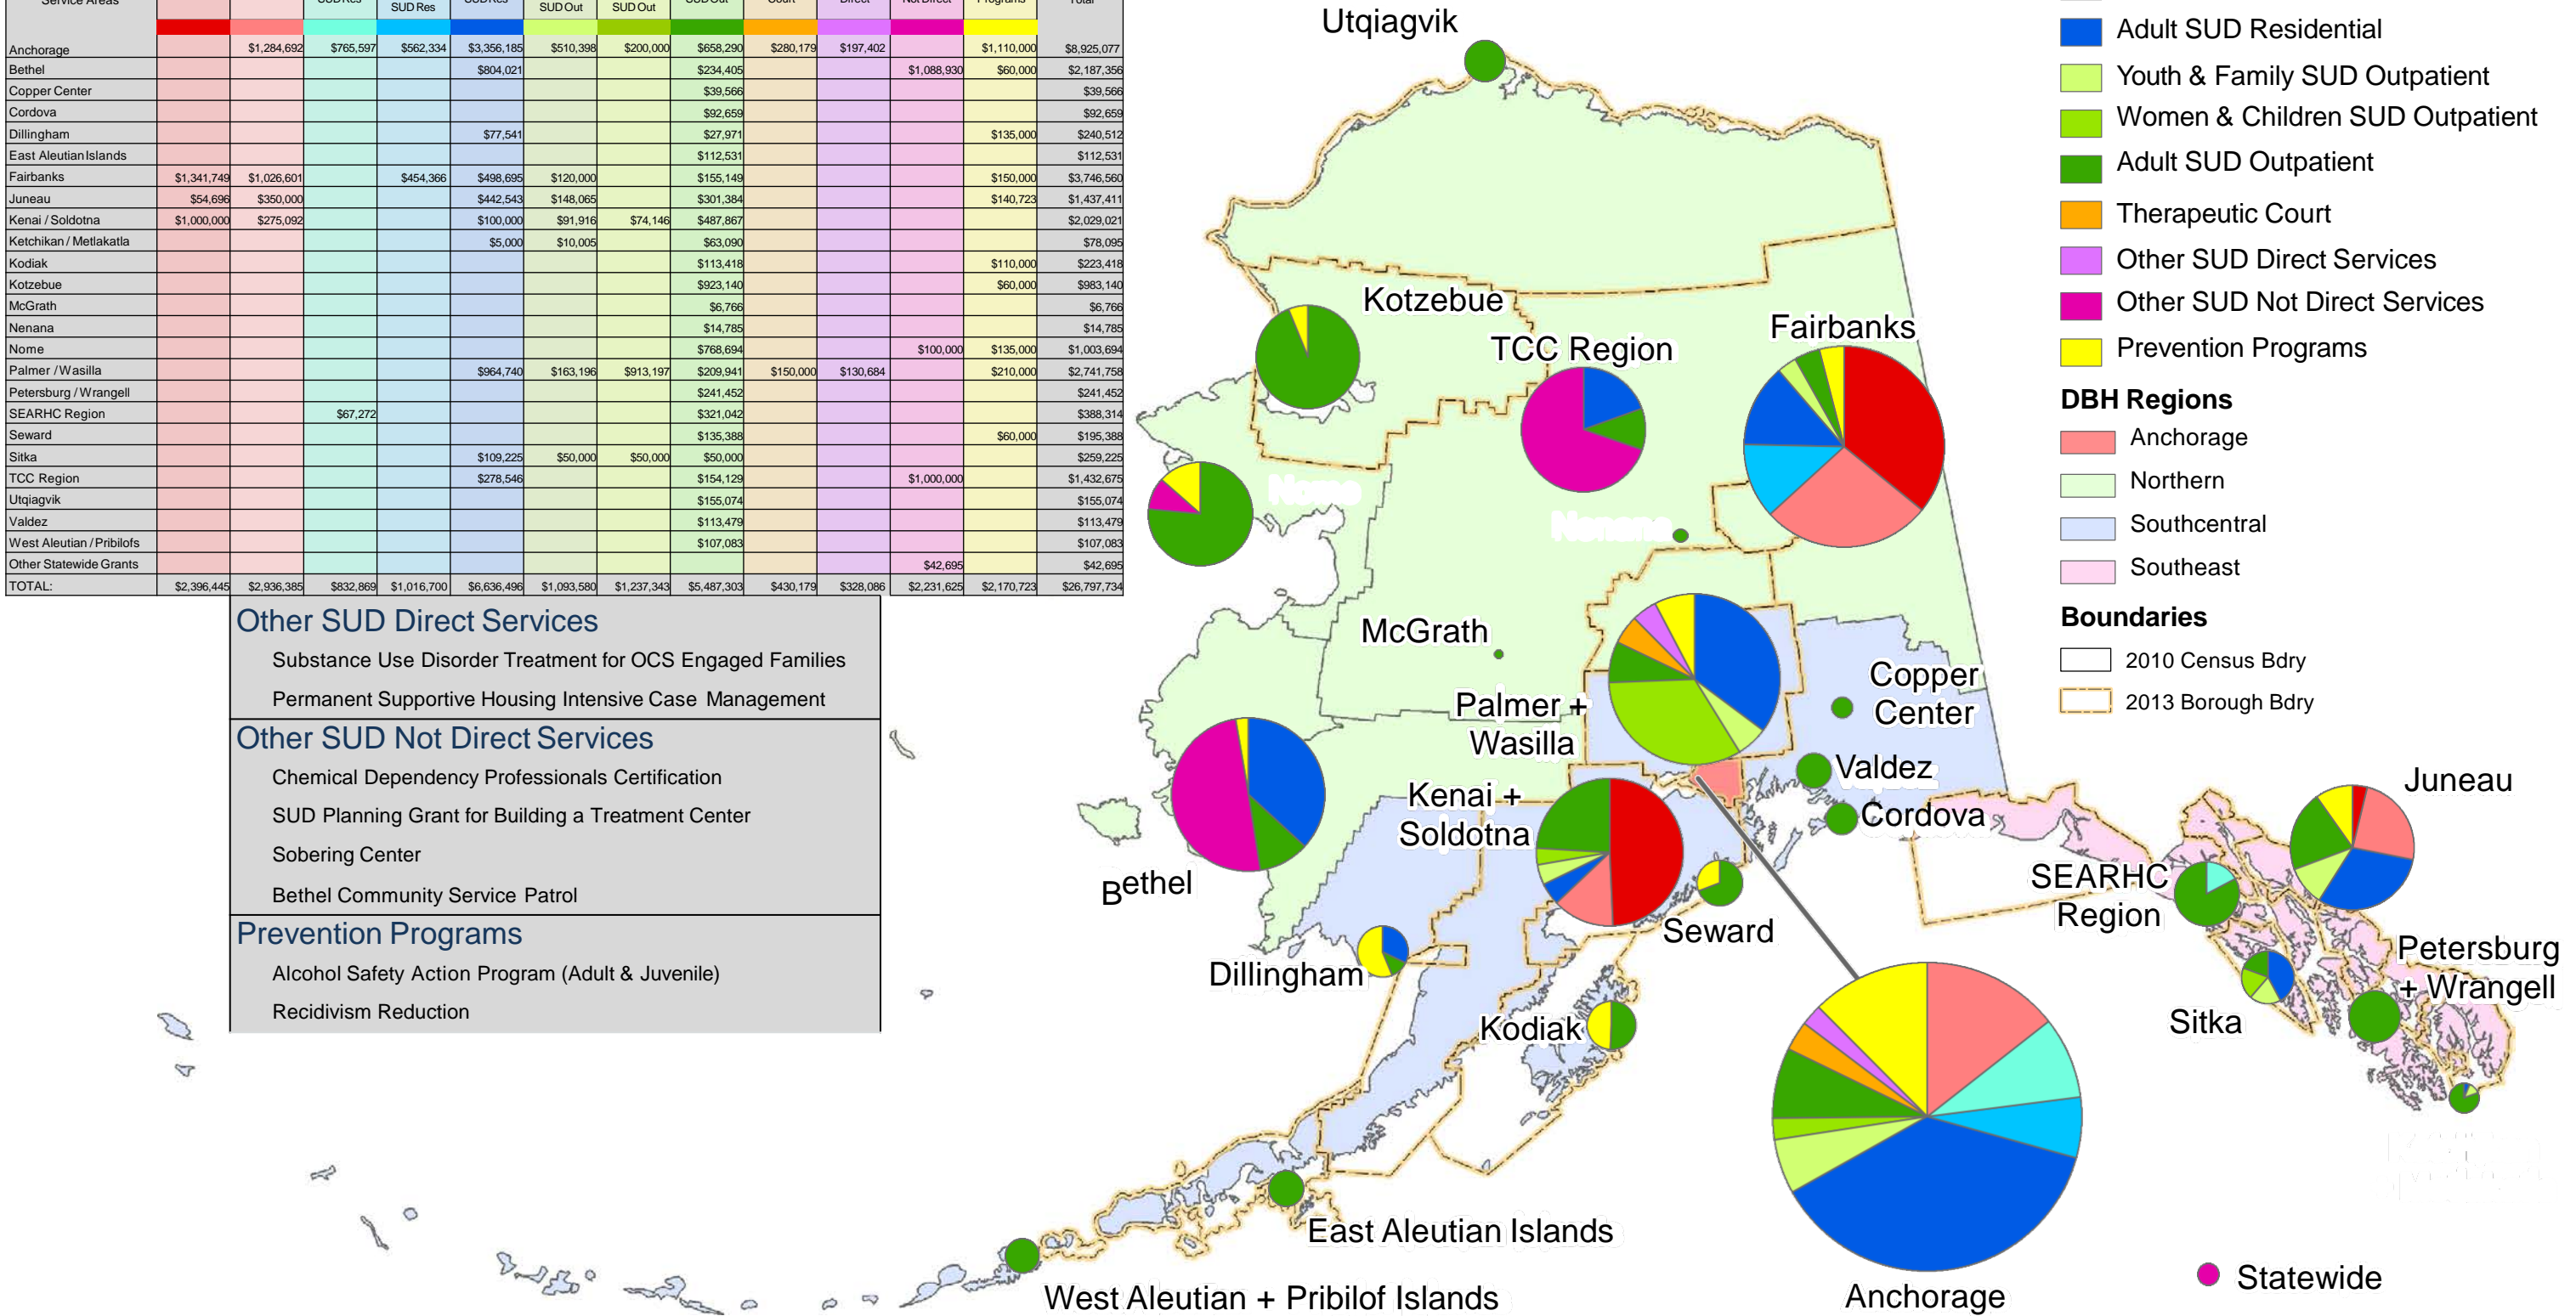 Service Areas SUD Res SUD Res SUD Res SUD Out SUD Out SUD Out Court Direct Not Direct Programs Total
Anchorage $1,284,692 $765,597 $562,334 $3,356,185 $510,398 $200,000 $658,290 $280,179 $197,402 $1,110,000 $8,925,077
Bethel $804,021 $234,405 $1,088,930 $60,000 $2,187,356
Copper Center $39,566 $39,566
Cordova $92,659 $92,659
Dillingham $77,541 $27,971 $135,000 $240,512
East Aleutian Islands $112,531 $112,531
Fairbanks $1,341,749 $1,026,601 $454,366 $498,695 $120,000 $155,149 $150,000 $3,746,560
Juneau $54,696 $350,000 $442,543 $148,065 $301,384 $140,723 $1,437,411
Kenai / Soldotna $1,000,000 $275,092 $100,000 $91,916 $74,146 $487,867 $2,029,021
Ketchikan / Metlakatla $5,000 $10,005 $63,090 $78,095
Kodiak $113,418 $110,000 $223,418
Kotzebue $923,140 $60,000 $983,140
McGrath $6,766 $6,766
Nenana $14,785 $14,785
Nome $768,694 $100,000 $135,000 $1,003,694
Palmer / Wasilla $964,740 $163,196 $913,197 $209,941 $150,000 $130,684 $210,000 $2,741,758
Petersburg / Wrangell $241,452 $241,452
SEARHC Region $67,272 $321,042 $388,314
Seward $135,388 $60,000 $195,388
Sitka $109,225 $50,000 $50,000 $50,000 $259,225
TCC Region $278,546 $154,129 $1,000,000 $1,432,675
Utqiagvik $155,074 $155,074
Valdez $113,479 $113,479
West Aleutian / Pribilofs $107,083 $107,083
Other Statewide Grants $42,695 $42,695
TOTAL: $2,396,445 $2,936,385 $832,869 $1,016,700 $6,636,496 $1,093,580 $1,237,343 $5,487,303 $430,179 $328,086 $2,231,625 $2,170,723 $26,797,734
Other SUD Direct Services
Substance Use Disorder Treatment for OCS Engaged Families
Permanent Supportive Housing Intensive Case Management
Other SUD Not Direct Services
Chemical Dependency Professionals Certification
SUD Planning Grant for Building a Treatment Center
Sobering Center
Bethel Community Service Patrol
Prevention Programs
Alcohol Safety Action Program (Adult & Juvenile)
Recidivism Reduction
Utqiagvik
Kotzebue
TCC Region
Fairbanks
Nome
Nenana
McGrath
Palmer +
Wasilla
Copper
Center
Valdez
Cordova
Kenai +
Soldotna
Bethel
Seward
Dillingham
Kodiak
Juneau
SEARHC
Region
Petersburg
+ Wrangell
Sitka
East Aleutian Islands
West Aleutian + Pribilof Islands
Anchorage
Statewide
Adult SUD Residential
Youth & Family SUD Outpatient
Women & Children SUD Outpatient
Adult SUD Outpatient
Therapeutic Court
Other SUD Direct Services
Other SUD Not Direct Services
Prevention Programs
DBH Regions
Anchorage
Northern
Southcentral
Southeast
Boundaries
2010 Census Bdry
2013 Borough Bdry